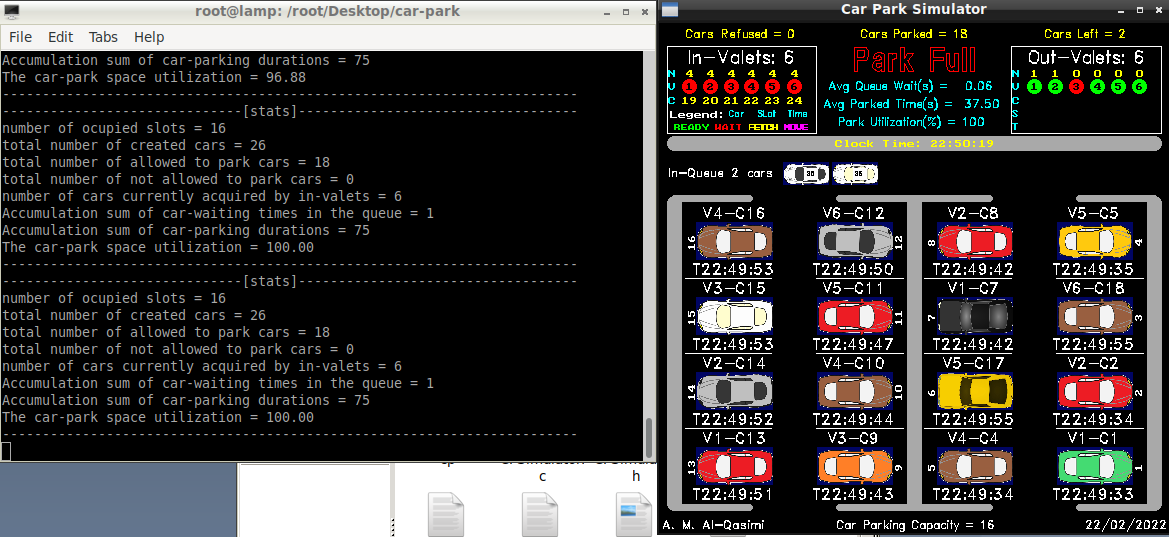 root@lamp: /root/Desktop/car-park
File Edit Tabs Help
Accumulation sum of car-parking durations = 75
The car-park space utilization = 96.88
-----------------------------------------------------------------------
------------------------------[stats]----------------------------------
number of ocupied slots = 16
total number of created cars = 26
total number of allowed to park cars = 18
total number of not allowed to park cars = 0
number of cars currently acquired by in-valets = 6
Accumulation sum of car-waiting times in the queue = 1
Accumulation sum of car-parking durations = 75
The car-park space utilization = 100.00
-----------------------------------------------------------------------
------------------------------[stats]----------------------------------
number of ocupied slots = 16
total number of created cars = 26
total number of allowed to park cars = 18
total number of not allowed to park cars = 0
number of cars currently acquired by in-valets = 6
Accumulation sum of car-waiting times in the queue = 1
Accumulation sum of car-parking durations = 75
The car-park space utilization = 100.00
-----------------------------------------------------------------------
c
h
Car Park Simulator
Cars Refused = 0 Cars Parked = 18 Cars Left = 2
In-Valets: 6
N 4 4 4 4 4 4
V 1 2 3 4 5 6
C 19 20 21 22 23 24
Legend: Car SLot Time
READY WAIT FETCH MOVE
Park Full
Avg Queue Wait(s) = 0.06
Avg Parked Time(s) = 37.50
Park Utilization(%) = 100
Out-Valets: 6
N 1 1 0 0 0 0
V 1 2 3 4 5 6
C
S
T
Clock Time: 22:50:19
In-Queue 2 cars
V4-C16 V6-C12 V2-C8 V5-C5
16 12 8 4
T22:49:53 T22:49:50 T22:49:42 T22:49:35
V3-C15 V5-C11 V1-C7 V6-C18
15 11 7 3
T22:49:53 T22:49:47 T22:49:42 T22:49:55
V2-C14 V4-C10 V5-C17 V2-C2
14 10 6 2
T22:49:52 T22:49:44 T22:49:55 T22:49:34
V1-C13 V3-C9 V4-C4 V1-C1
13 9 5 1
T22:49:51 T22:49:43 T22:49:34 T22:49:33
A. M. Al-Qasimi Car Parking Capacity = 16 22/02/2022